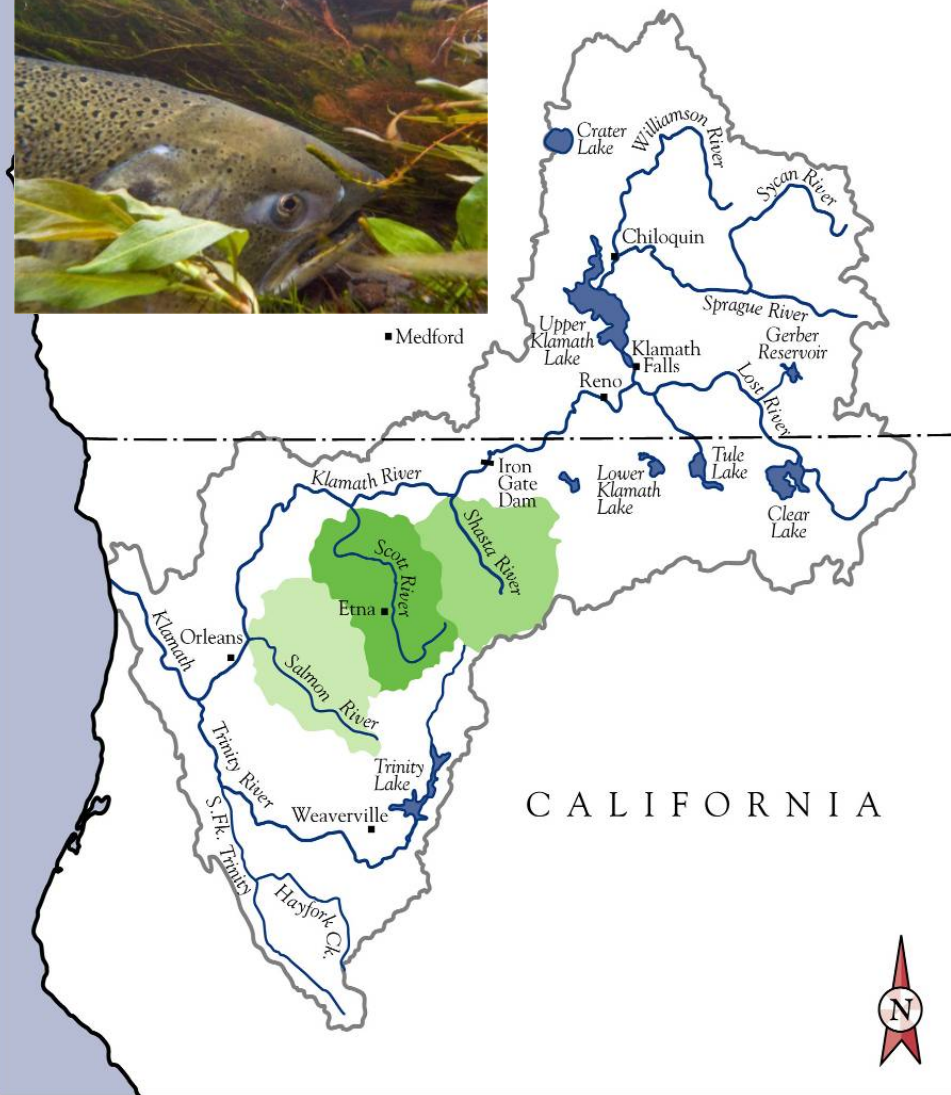 Crater
Lake
Williamson River
Sycan River
Chiloquin
Sprague River
Upper
Klamath
Lake
Gerber
Reservoir
Medford
Klamath
Falls
Reno
Lost River
Iron
Gate
Dam
Lower
Klamath
Lake
Tule
Lake
Clear
Lake
Klamath River
Shasta River
Scott River
Etna
Klamath
Orleans
Salmon River
Trinity River
Trinity
Lake
Weaverville
CALIFORNIA
S.Fk. Trinity
Hayfork Ck.
N